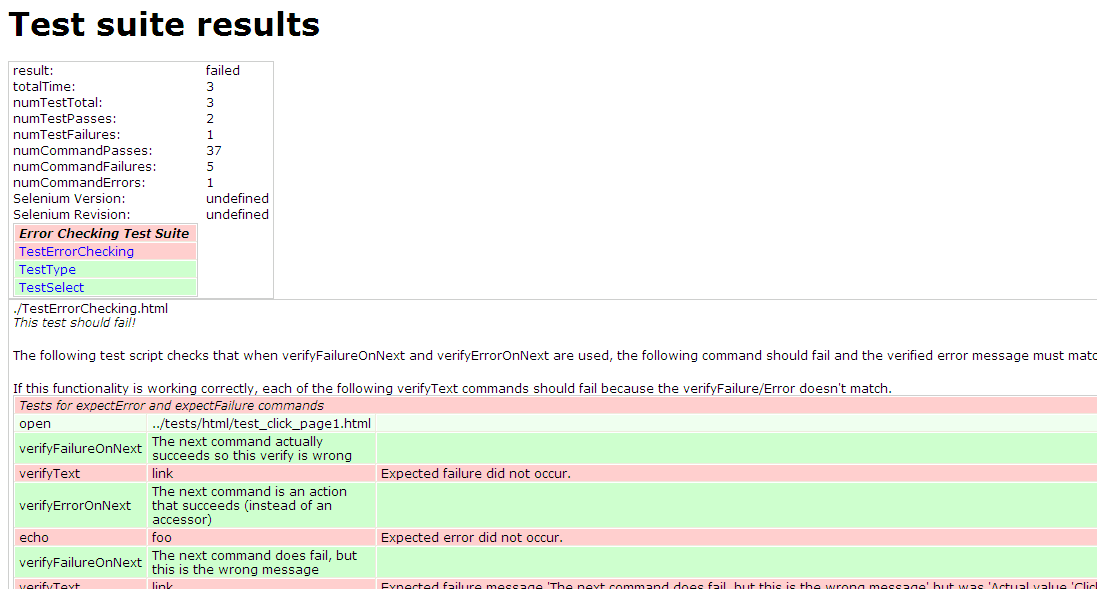 Test suite results
result: failed
totalTime: 3
numTestTotal: 3
numTestPasses: 2
numTestFailures: 1
numCommandPasses: 37
numCommandFailures: 5
numCommandErrors: 1
Selenium Version: undefined
Selenium Revision: undefined
Error Checking Test Suite
TestErrorChecking
TestType
TestSelect
./TestErrorChecking.html
This test should fail!
The following test script checks that when verifyFailureOnNext and verifyErrorOnNext are used, the following command should fail and the verified error message must matc
If this functionality is working correctly, each of the following verifyText commands should fail because the verifyFailure/Error doesn't match.
Tests for expectError and expectFailure commands
open ../tests/html/test_click_page1.html
verifyFailureOnNext The next command actually
succeeds so this verify is wrong
verifyText link Expected failure did not occur.
verifyErrorOnNext The next command is an action
that succeeds (instead of an
accessor)
echo foo Expected error did not occur.
verifyFailureOnNext The next command does fail, but
this is the wrong message
verifyText link Expected failure message 'The next command does fail, but this is the wrong message' but was 'Actual value 'Click